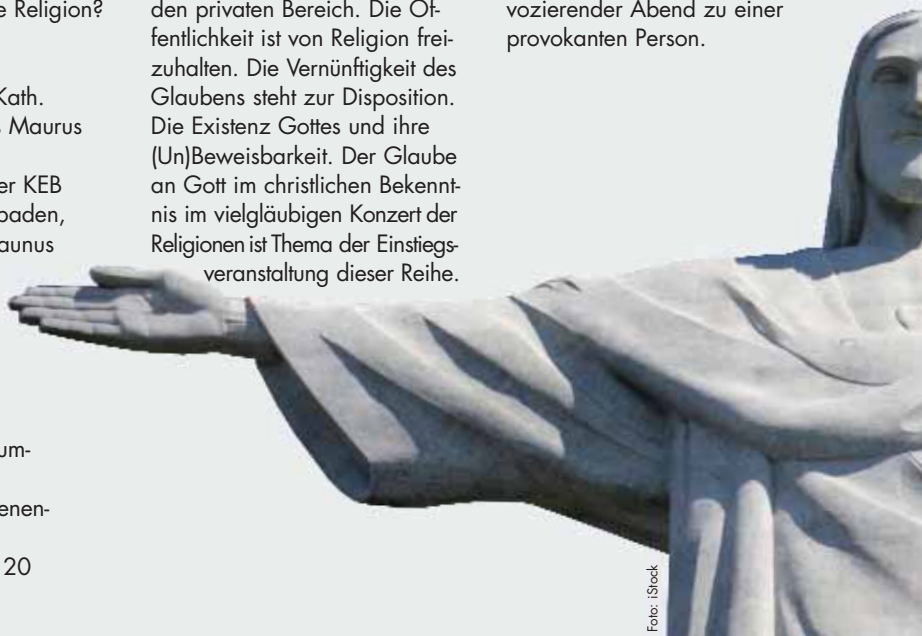 e Religion?
Kath.
s Maurus
er KEB
baden,
aunus
um-
enen-
20
den privaten Bereich. Die Öf-
fentlichkeit ist von Religion frei-
zuhalten. Die Vernünftigkeit des
Glaubens steht zur Disposition.
Die Existenz Gottes und ihre
(Un)Beweisbarkeit. Der Glaube
an Gott im christlichen Bekennt-
nis im vielgläubigen Konzert der
Religionen ist Thema der Einstiegs-
veranstaltung dieser Reihe.
vozierender Abend zu einer
provokanten Person.
Foto: iStock